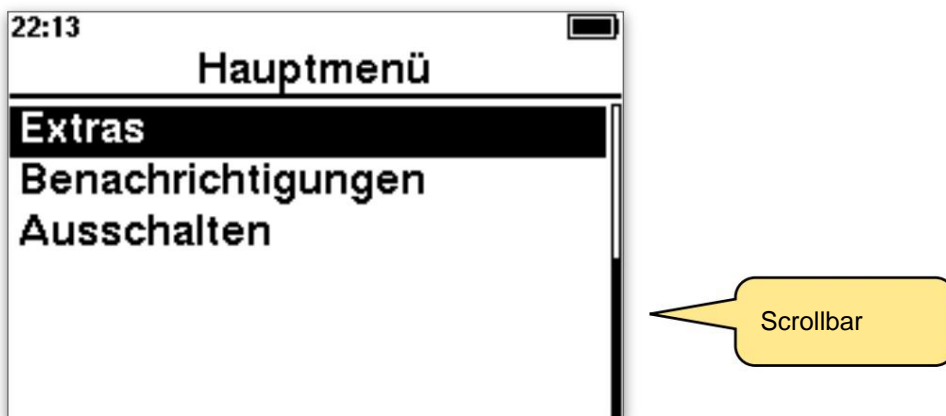 22:13
Hauptmenü
Extras
Benachrichtigungen
Ausschalten
Scrollbar